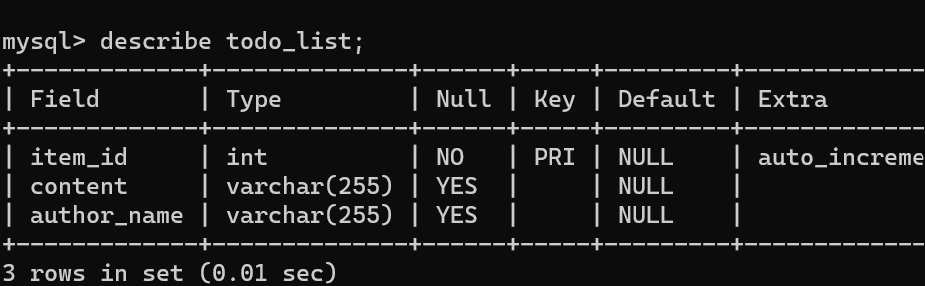 mysql> describe todo_list;
+-------------+--------------+------+-----+---------+-------------
| Field       | Type         | Null | Key | Default | Extra
+-------------+--------------+------+-----+---------+-------------
| item_id     | int          | NO   | PRI | NULL    | auto_increme
| content     | varchar(255) | YES  |     | NULL    |
| author_name | varchar(255) | YES  |     | NULL    |
+-------------+--------------+------+-----+---------+-------------
3 rows in set (0.01 sec)